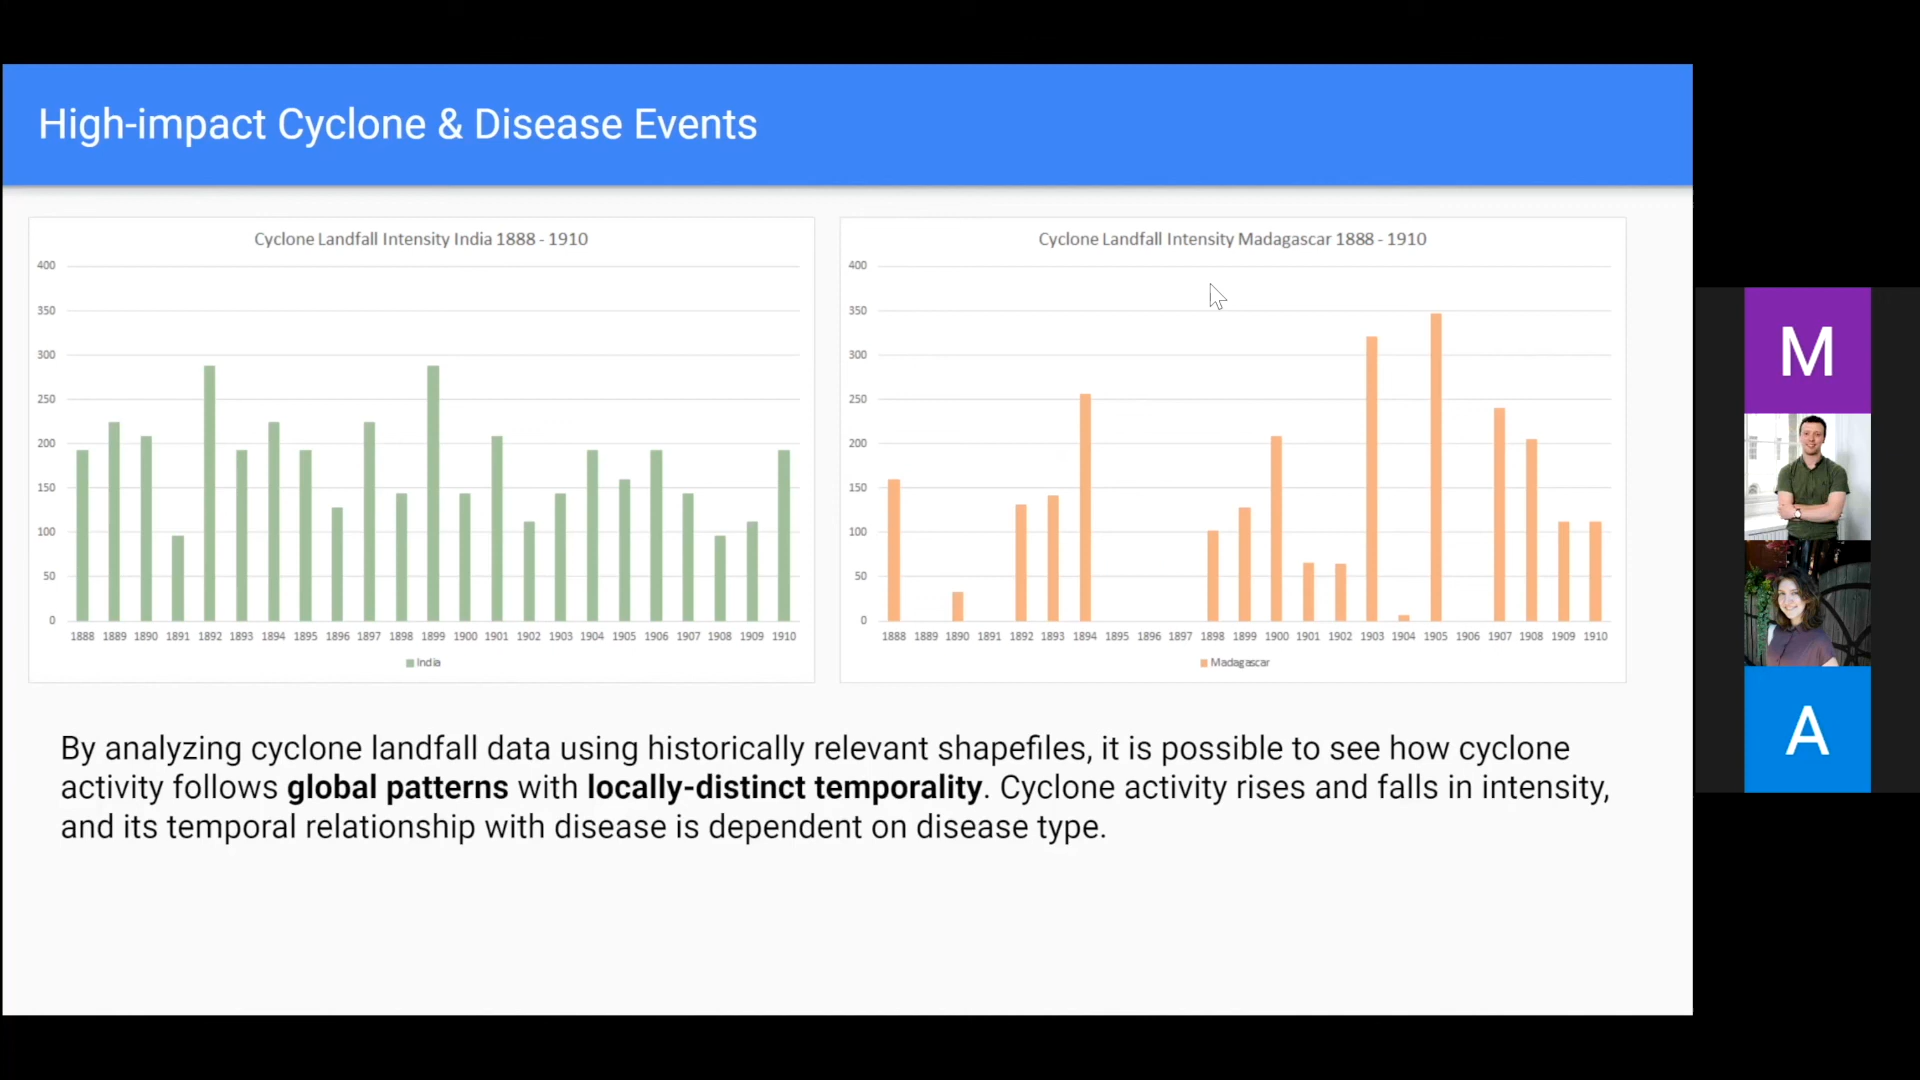 High-impact Cyclone & Disease Events
Cyclone Landfall Intensity India 1888 - 1910
400
350
300
250
200
150
100
50
0
1888 1889 1890 1891 1892 1893 1894 1895 1896 1897 1898 1899 1900 1901 1902 1903 1904 1905 1906 1907 1908 1909 1910
India
Cyclone Landfall Intensity Madagascar 1888 - 1910
400
350
300
250
200
150
100
50
0
1888 1889 1890 1891 1892 1893 1894 1895 1896 1897 1898 1899 1900 1901 1902 1903 1904 1905 1906 1907 1908 1909 1910
Madagascar
By analyzing cyclone landfall data using historically relevant shapefiles, it is possible to see how cyclone
activity follows global patterns with locally-distinct temporality. Cyclone activity rises and falls in intensity,
and its temporal relationship with disease is dependent on disease type.
M
A